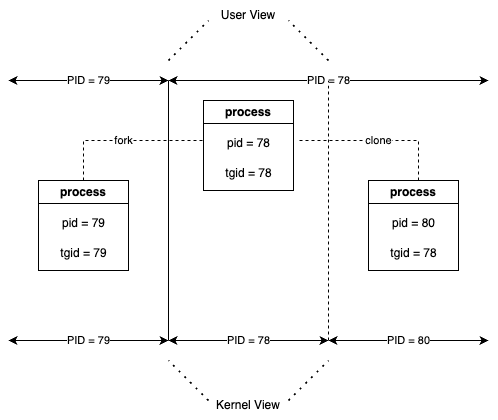 User View
PID = 79
PID = 78
process
pid = 78
tgid = 78
fork
clone
process
pid = 79
tgid = 79
process
pid = 80
tgid = 78
PID = 79
PID = 78
PID = 80
Kernel View